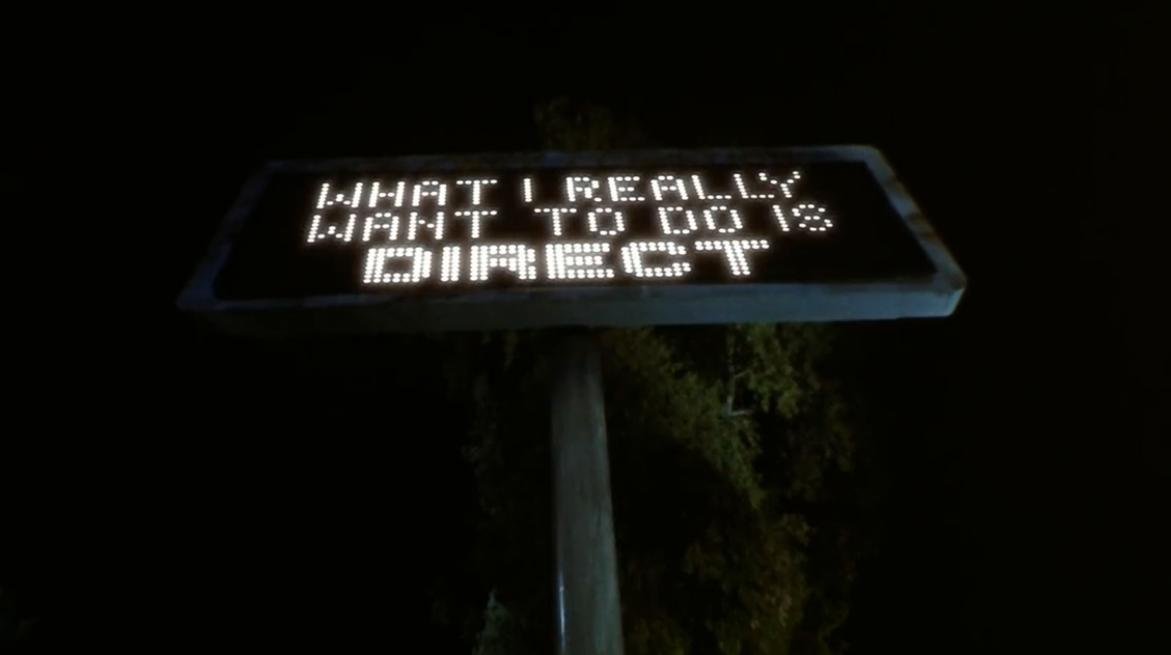 WHAT I REALLY
WANT TO DO IS
DIRECT